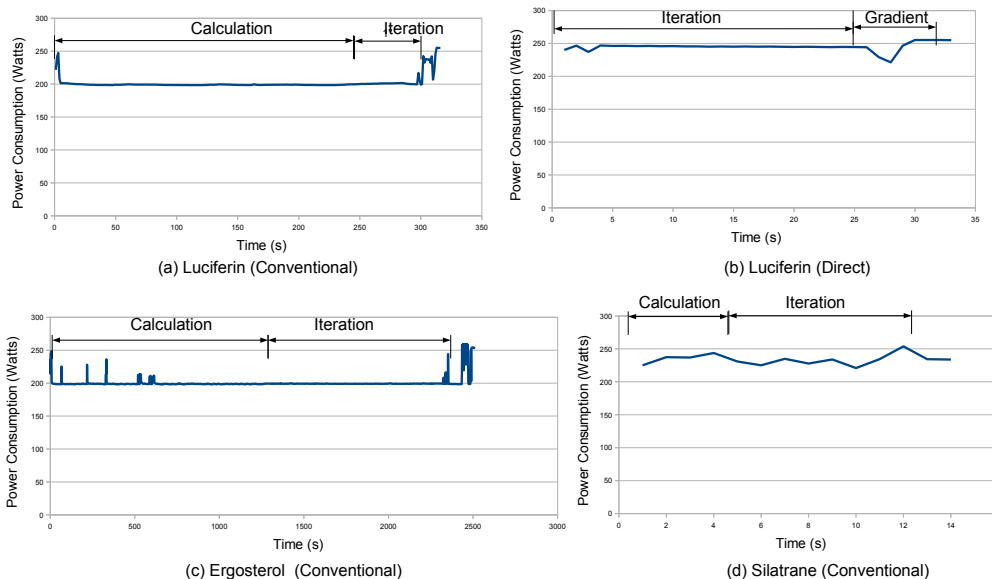 Calculation
Iteration
300
250
200
150
100
50
0
Power Consumption (Watts)
0 50 100 150 200 250 300 350
Time (s)
(a) Luciferin (Conventional)
Iteration
Gradient
300
250
200
150
100
50
0
Power Consumption (Watts)
0 5 10 15 20 25 30 35
Time (s)
(b) Luciferin (Direct)
Calculation
Iteration
300
250
200
150
100
50
0
Power Consumption (Watts)
0 500 1000 1500 2000 2500 3000
Time (s)
(c) Ergosterol (Conventional)
Calculation
Iteration
300
250
200
150
100
50
0
Power Consumption (Watts)
0 2 4 6 8 10 12 14
Time (s)
(d) Silatrane (Conventional)